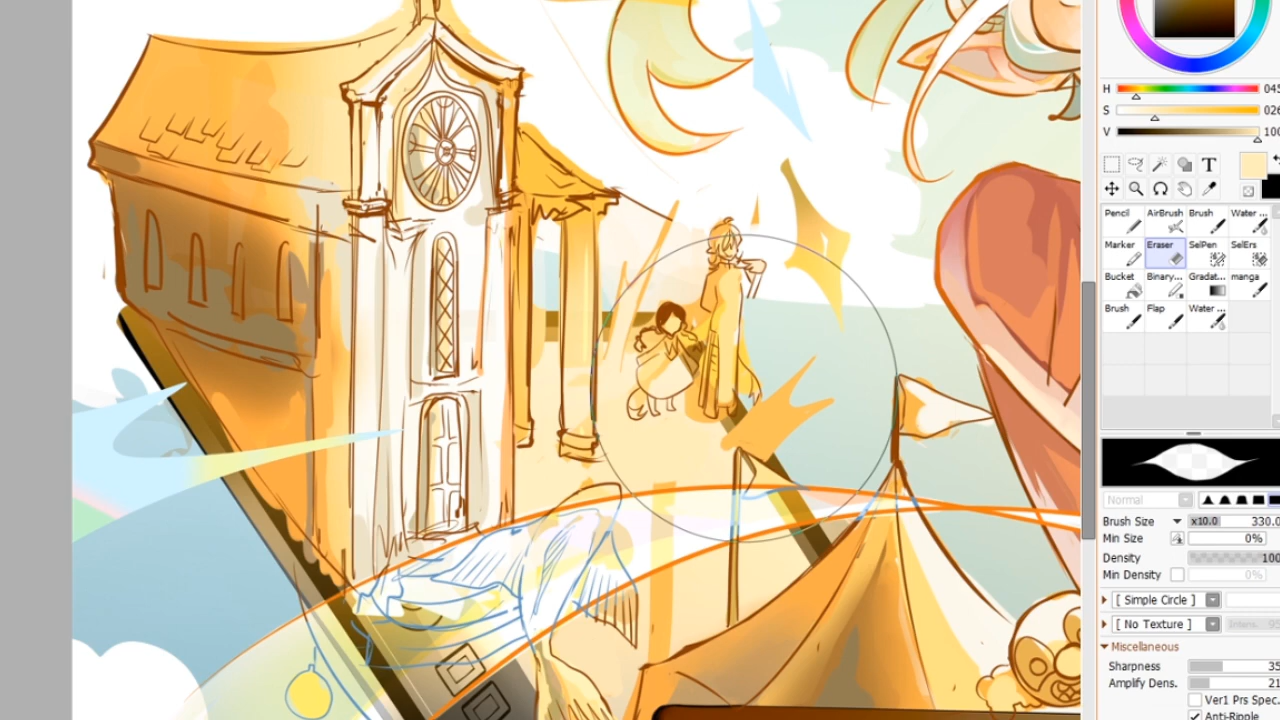 H 045
S 026
V 100
T
Pencil AirBrush Brush Water ...
Marker Eraser SelPen SelErs
Bucket Binary... Gradat... manga
Brush Flap Water ...
Normal
Brush Size x10.0 330.0
Min Size 0%
Density 100
Min Density 0%
[ Simple Circle ]
[ No Texture ] Intens. 95
Miscellaneous
Sharpness 35
Amplify Dens. 21
Ver1 Prs Spec.
Anti-Ripple